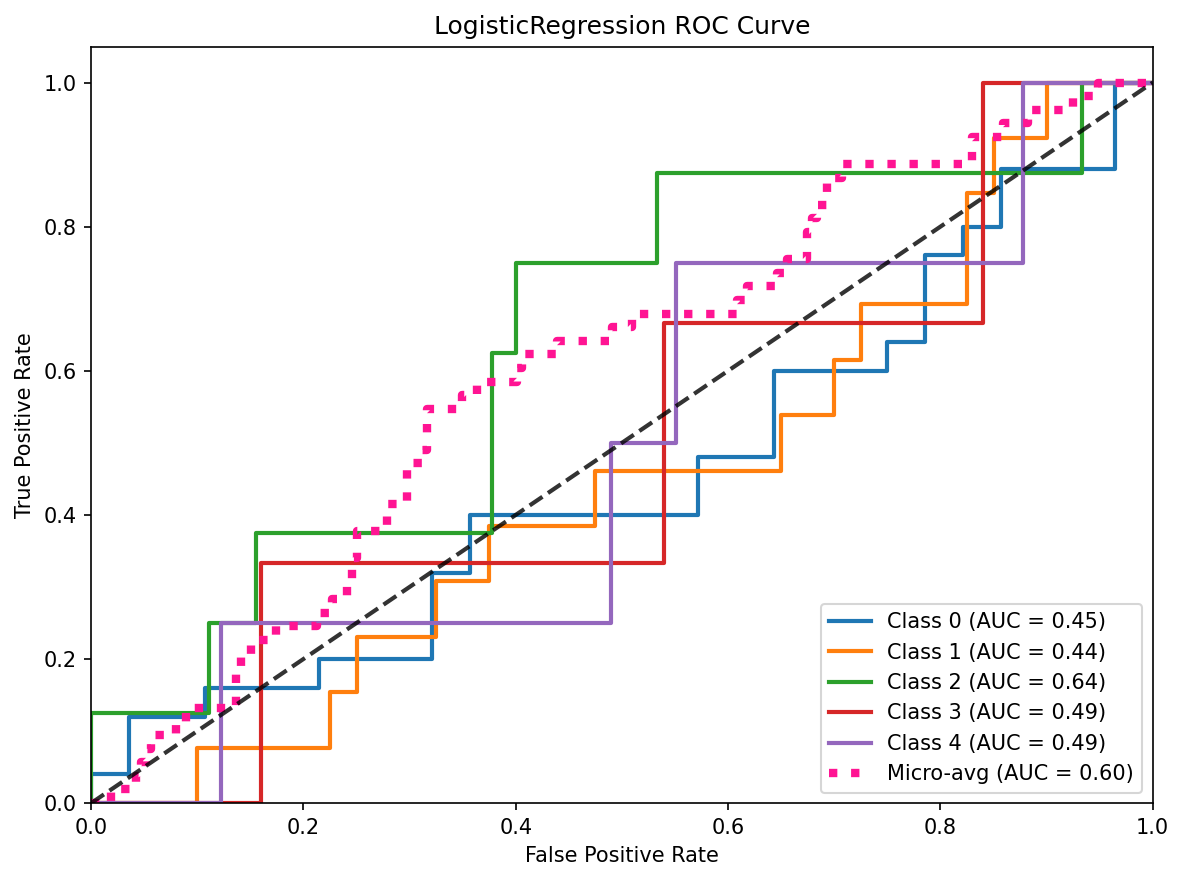 LogisticRegression ROC Curve
True Positive Rate
1.0
0.8
0.6
0.4
0.2
0.0
0.0 0.2 0.4 0.6 0.8 1.0
False Positive Rate
Class 0 (AUC = 0.45)
Class 1 (AUC = 0.44)
Class 2 (AUC = 0.64)
Class 3 (AUC = 0.49)
Class 4 (AUC = 0.49)
Micro-avg (AUC = 0.60)